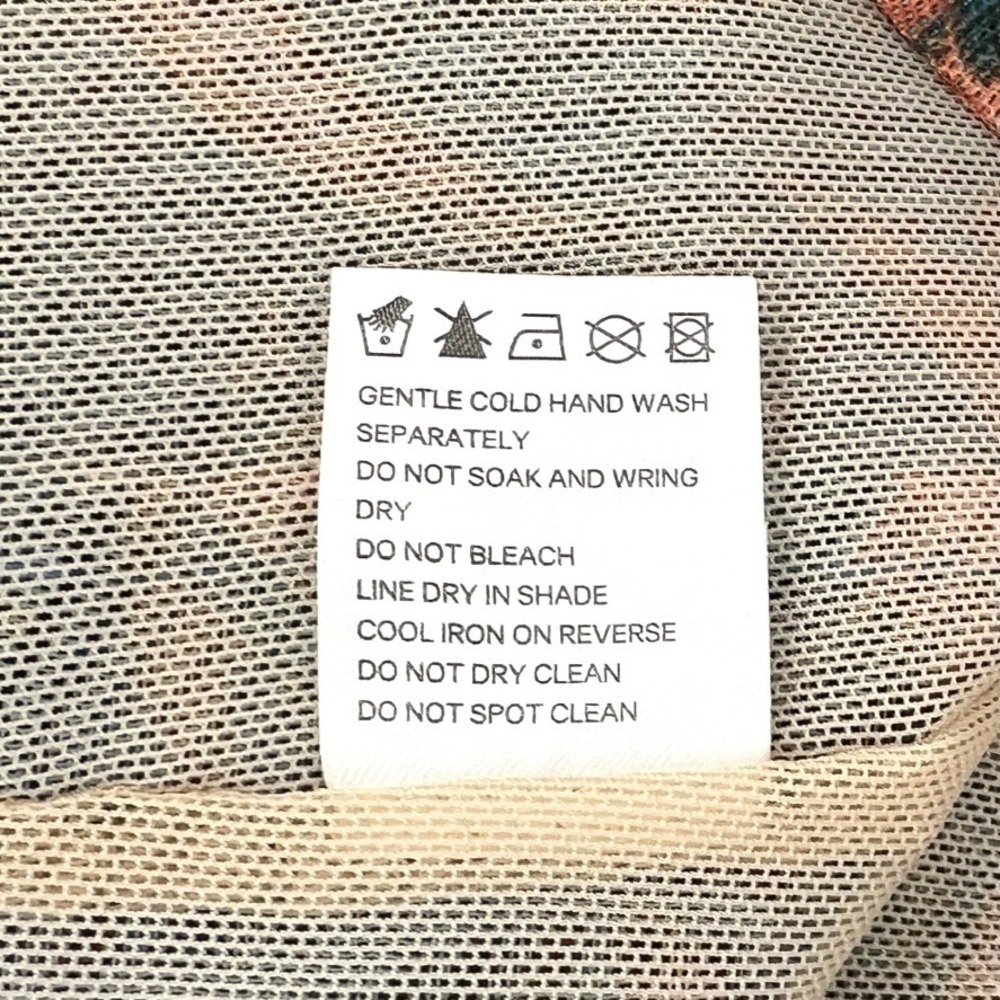 GENTLE COLD HAND WASH
SEPARATELY
DO NOT SOAK AND WRING
DRY
DO NOT BLEACH
LINE DRY IN SHADE
COOL IRON ON REVERSE
DO NOT DRY CLEAN
DO NOT SPOT CLEAN